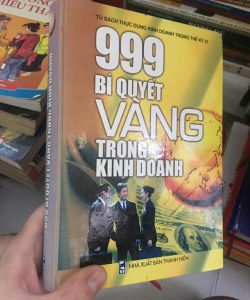 TỦ SÁCH THỰC DỤNG KINH DOANH TRONG THẾ KỶ 21
999
BÍ QUYẾT
VÀNG
TRONG
KINH DOANH
NHÀ XUẤT BẢN THANH NIÊN